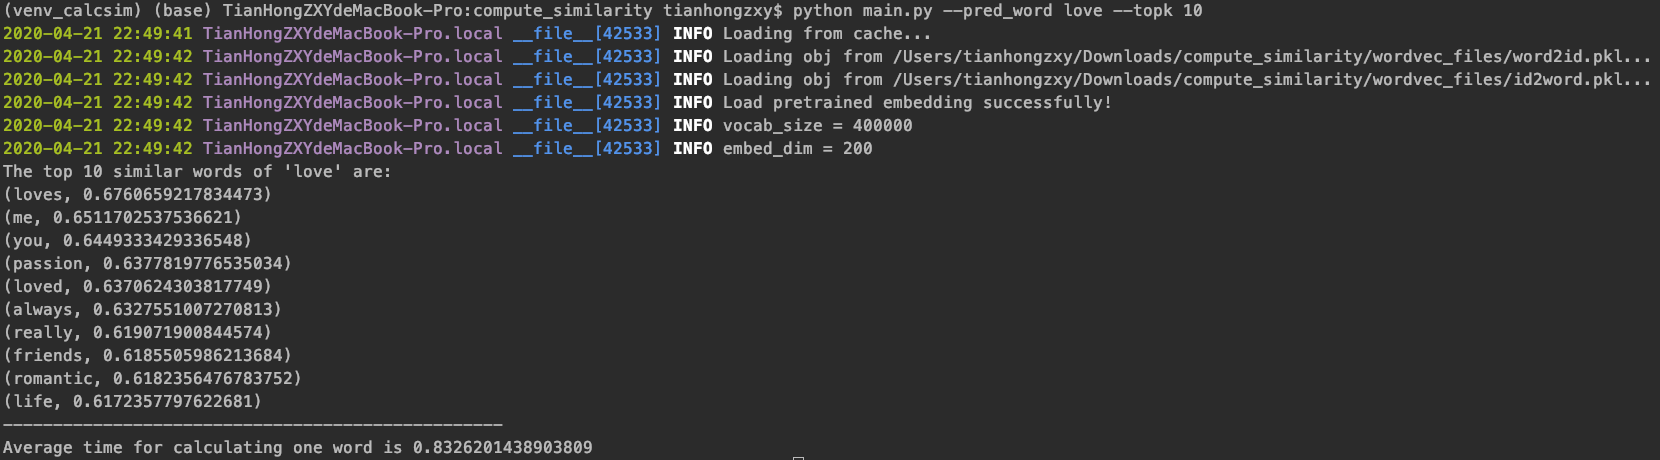 (venv_calcsim) (base) TianHongZXYdeMacBook-Pro:compute_similarity tianhongzxy$ python main.py --pred_word love --topk 10
2020-04-21 22:49:41 TianHongZXYdeMacBook-Pro.local __file__[42533] INFO Loading from cache...
2020-04-21 22:49:42 TianHongZXYdeMacBook-Pro.local __file__[42533] INFO Loading obj from /Users/tianhongzxy/Downloads/compute_similarity/wordvec_files/word2id.pkl...
2020-04-21 22:49:42 TianHongZXYdeMacBook-Pro.local __file__[42533] INFO Loading obj from /Users/tianhongzxy/Downloads/compute_similarity/wordvec_files/id2word.pkl...
2020-04-21 22:49:42 TianHongZXYdeMacBook-Pro.local __file__[42533] INFO Load pretrained embedding successfully!
2020-04-21 22:49:42 TianHongZXYdeMacBook-Pro.local __file__[42533] INFO vocab_size = 400000
2020-04-21 22:49:42 TianHongZXYdeMacBook-Pro.local __file__[42533] INFO embed_dim = 200
The top 10 similar words of 'love' are:
(loves, 0.6760659217834473)
(me, 0.6511702537536621)
(you, 0.6449333429336548)
(passion, 0.6377819776535034)
(loved, 0.6370624303817749)
(always, 0.6327551007270813)
(really, 0.619071900844574)
(friends, 0.6185505986213684)
(romantic, 0.6182356476783752)
(life, 0.6172357797622681)
--------------------------------------------------
Average time for calculating one word is 0.8326201438903809